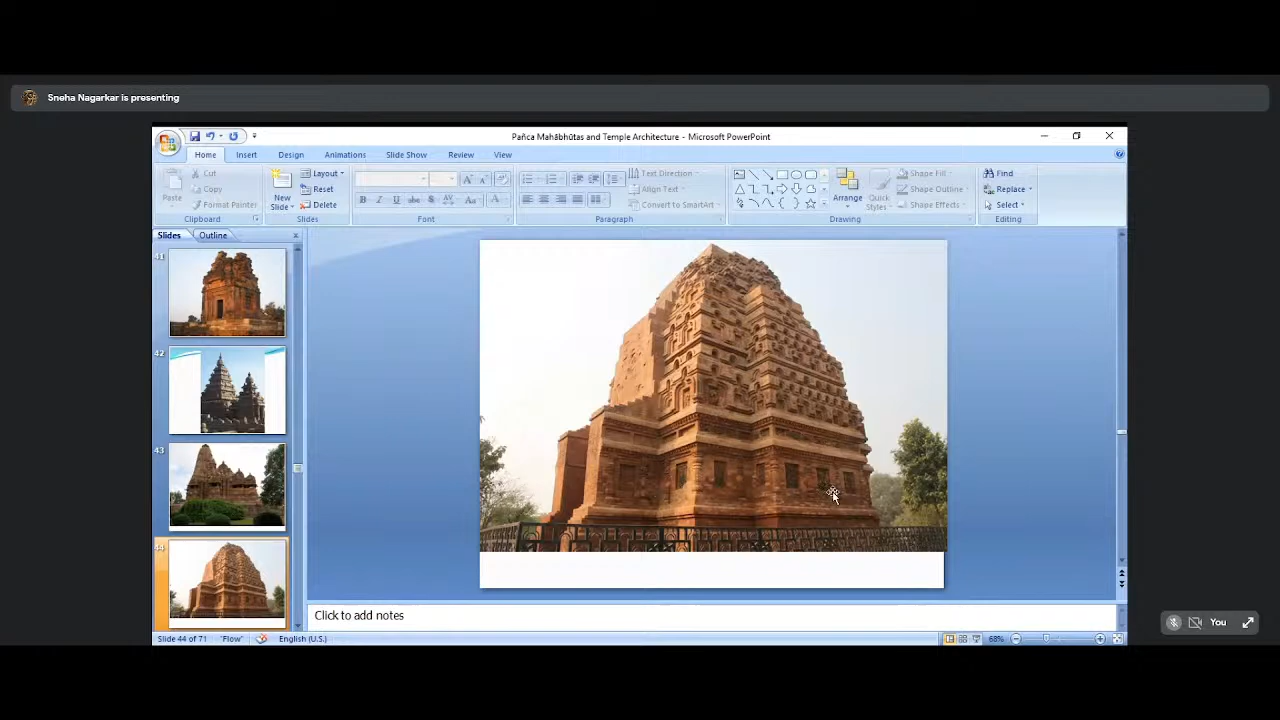 Sneha Nagarkar is presenting
Pañca Mahābhūtas and Temple Architecture - Microsoft PowerPoint
Home Insert Design Animations Slide Show Review View
Cut
Copy
Format Painter
Paste
Clipboard
New Slide
Layout
Reset
Delete
Slides
Font
Text Direction
Align Text
Convert to SmartArt
Paragraph
Arrange
Quick Styles
Shape Fill
Shape Outline
Shape Effects
Drawing
Find
Replace
Select
Editing
Slides Outline
41
42
43
44
Click to add notes
You
Slide 44 of 71 "Flow" English (U.S.) 68%